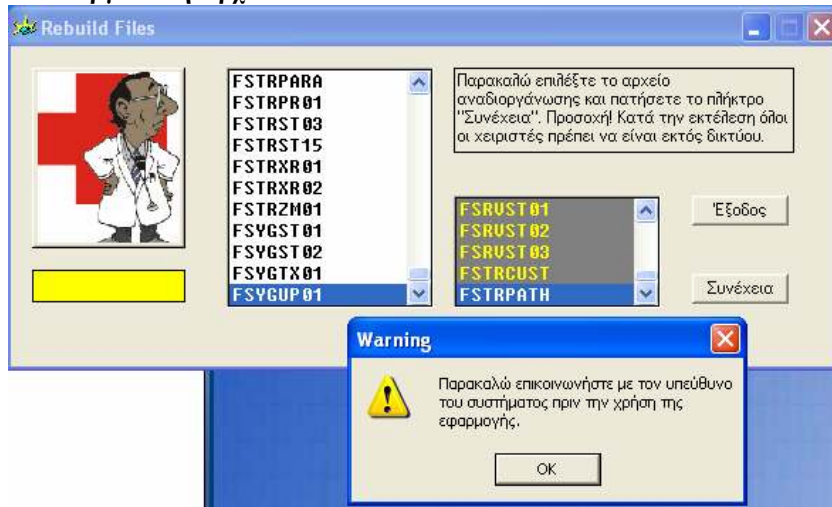 Rebuild Files
FSTRPARA
FSTRPR01
FSTRST03
FSTRST15
FSTRXR01
FSTRXR02
FSTRZM01
FSYGST01
FSYGST02
FSYGTX01
FSYGUP01
Παρακαλώ επιλέξτε το αρχείο
αναδιοργάνωσης και πατήσετε το πλήκτρο
"Συνέχεια". Προσοχή! Κατά την εκτέλεση όλοι
οι χειριστές πρέπει να είναι εκτός δικτύου.
FSRVST01
FSRVST02
FSRVST03
FSTRCUST
FSTRPATH
Έξοδος
Συνέχεια
Warning
Παρακαλώ επικοινωνήστε με τον υπεύθυνο
του συστήματος πριν την χρήση της
εφαρμογής.
OK